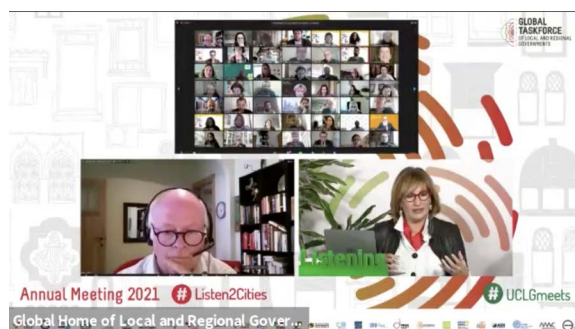 GLOBAL
TASKFORCE
OF LOCAL AND REGIONAL
GOVERNMENTS
Listening
Annual Meeting 2021 # Listen2Cities
# UCLGmeets
Global Home of Local and Regional Gover...